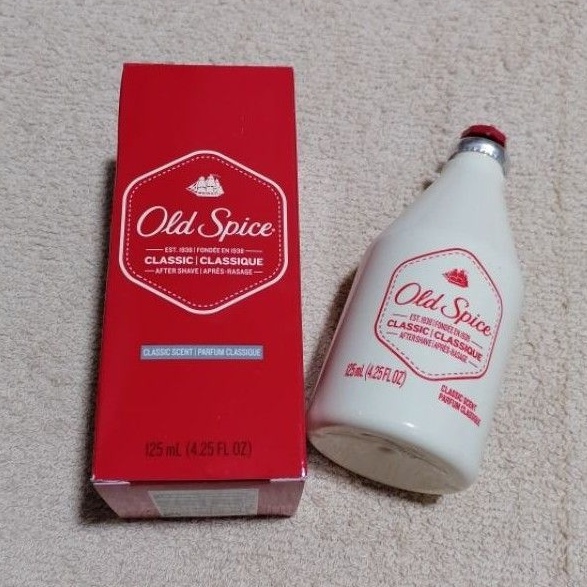 Old Spice
EST. 1938 | FONDÉE EN 1938
CLASSIC | CLASSIQUE
AFTER SHAVE | APRÈS-RASAGE
CLASSIC SCENT | PARFUM CLASSIQUE
125 mL (4.25 FL OZ)
Old Spice
EST. 1938 | FONDÉE EN 1938
CLASSIC | CLASSIQUE
AFTER SHAVE | APRÈS-RASAGE
125 mL (4.25 FL OZ)
CLASSIC SCENT
PARFUM CLASSIQUE